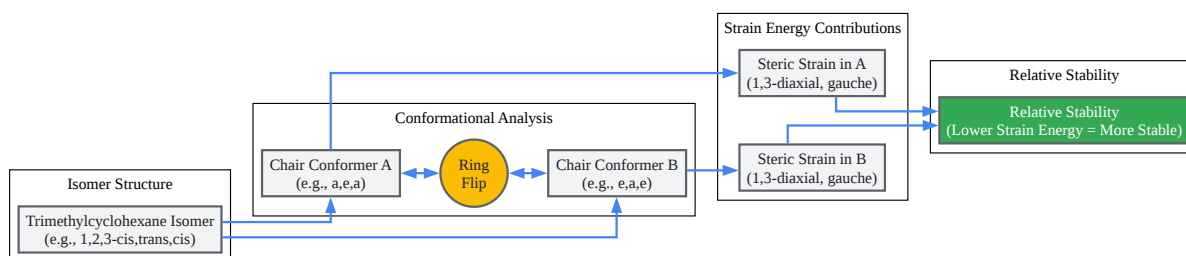 Isomer Structure
Trimethylcyclohexane Isomer
(e.g., 1,2,3-cis,trans,cis)
Conformational Analysis
Chair Conformer A
(e.g., a,e,a)
Ring
Flip
Chair Conformer B
(e.g., e,a,e)
Strain Energy Contributions
Steric Strain in A
(1,3-diaxial, gauche)
Steric Strain in B
(1,3-diaxial, gauche)
Relative Stability
Relative Stability
(Lower Strain Energy = More Stable)